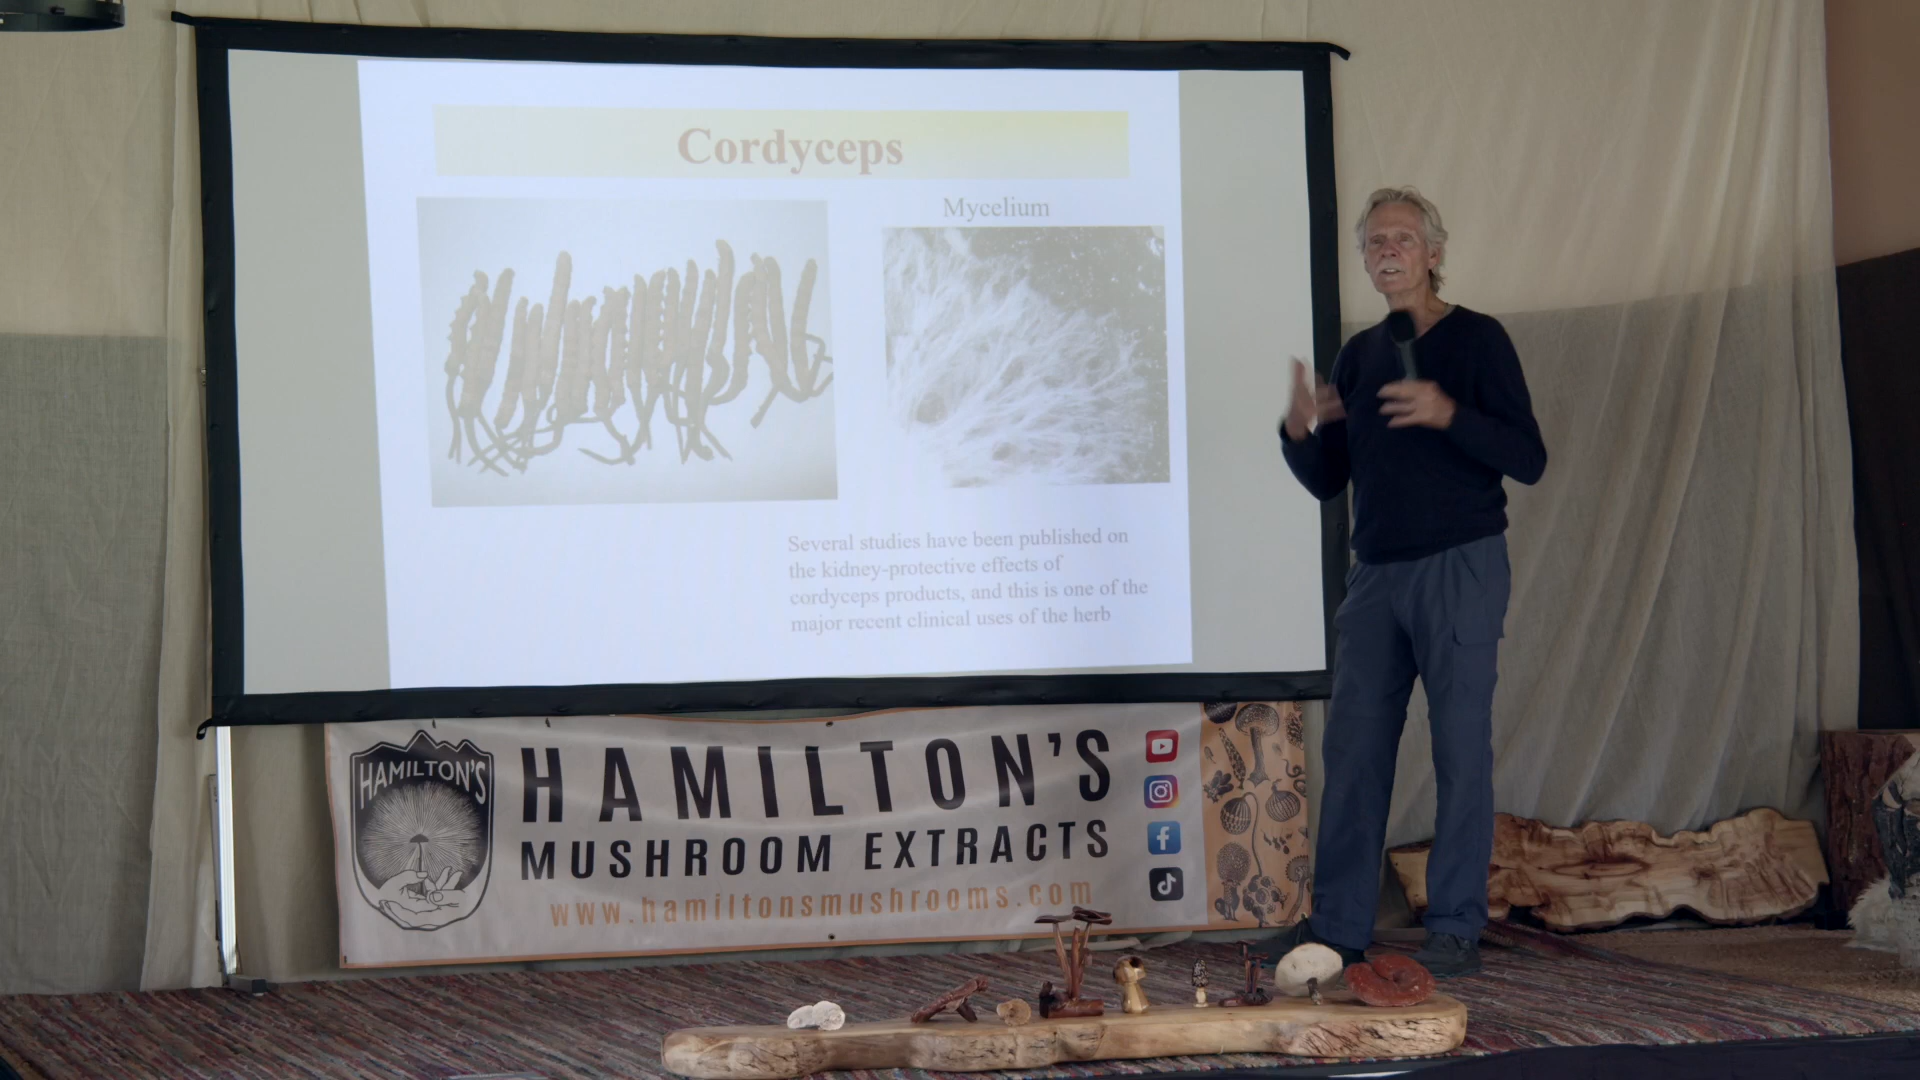 Cordyceps
Mycelium
Several studies have been published on
the kidney-protective effects of
cordyceps products, and this is one of the
major recent clinical uses of the herb
HAMILTON'S
HAMILTON'S
MUSHROOM EXTRACTS
www.hamiltonsmushrooms.com